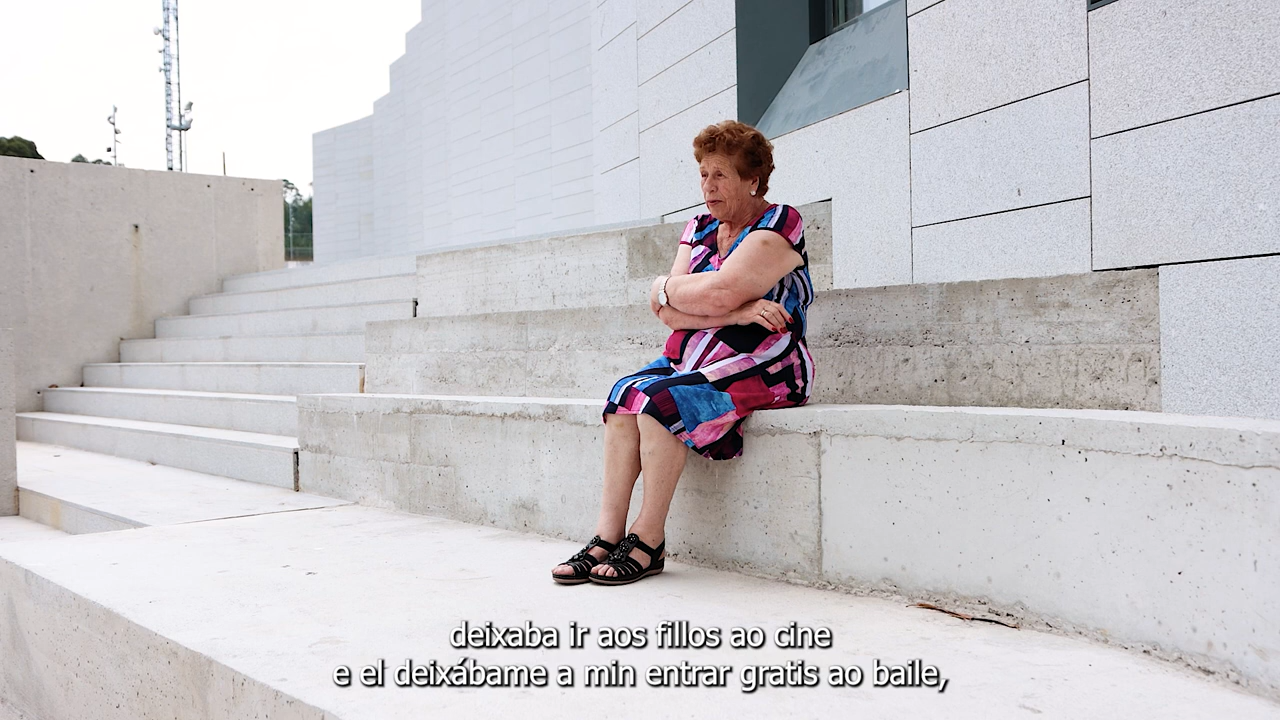 deixaba ir aos fillos ao cine
e el deixábame a min entrar gratis ao baile,